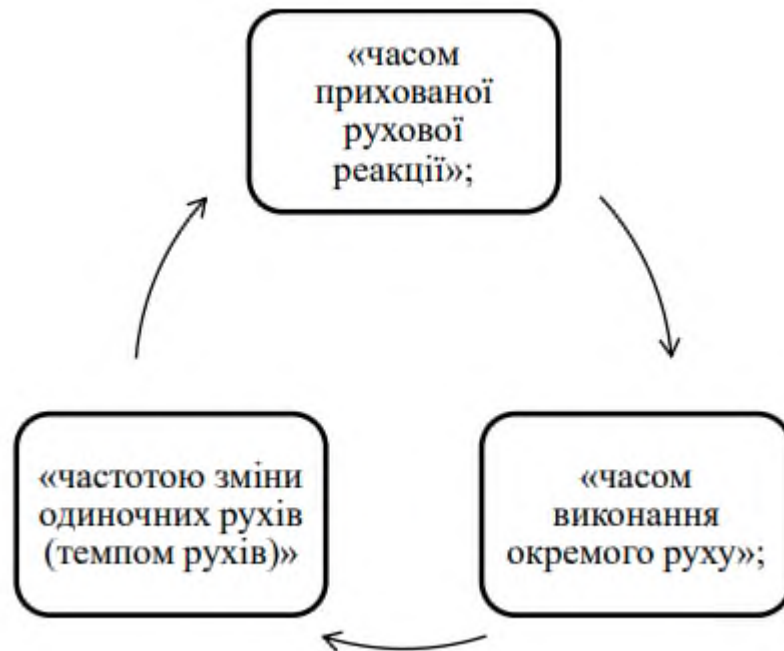 «часом
прихованої
рухової
реакції»;
«часом
виконання
окремого руху»;
«частотою зміни
одиночних рухів
(темпом рухів)»